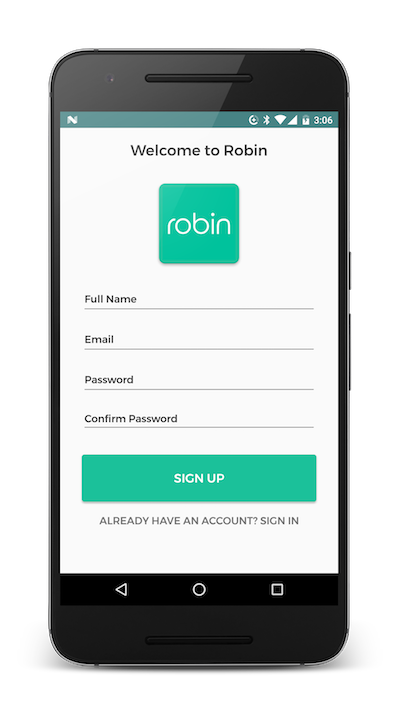 3:06
Welcome to Robin
robin
Full Name
Email
Password
Confirm Password
SIGN UP
ALREADY HAVE AN ACCOUNT? SIGN IN